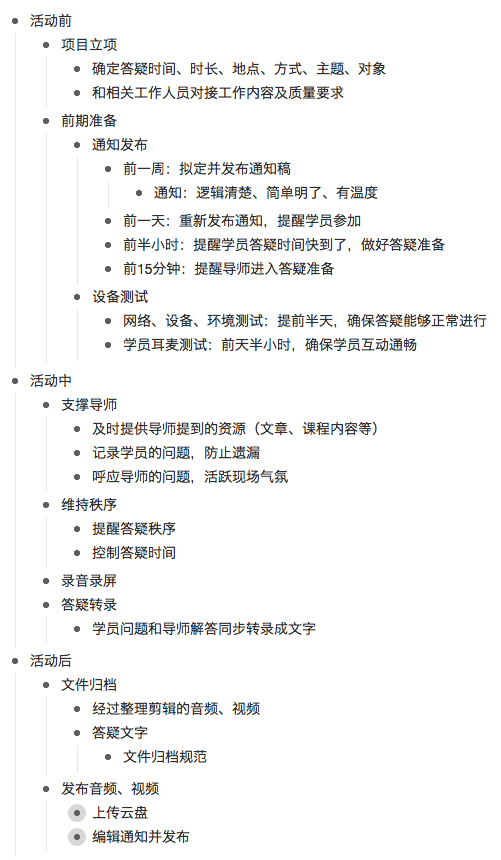 活动前
项目立项
确定答疑时间、时长、地点、方式、主题、对象
和相关工作人员对接工作内容及质量要求
前期准备
通知发布
前一周：拟定并发布通知稿
通知：逻辑清楚、简单明了、有温度
前一天：重新发布通知，提醒学员参加
前半小时：提醒学员答疑时间快到了，做好答疑准备
前15分钟：提醒导师进入答疑准备
设备测试
网络、设备、环境测试：提前半天，确保答疑能够正常进行
学员耳麦测试：前天半小时，确保学员互动通畅
活动中
支撑导师
及时提供导师提到的资源（文章、课程内容等）
记录学员的问题，防止遗漏
呼应导师的问题，活跃现场气氛
维持秩序
提醒答疑秩序
控制答疑时间
录音录屏
答疑转录
学员问题和导师解答同步转录成文字
活动后
文件归档
经过整理剪辑的音频、视频
答疑文字
文件归档规范
发布音频、视频
上传云盘
编辑通知并发布